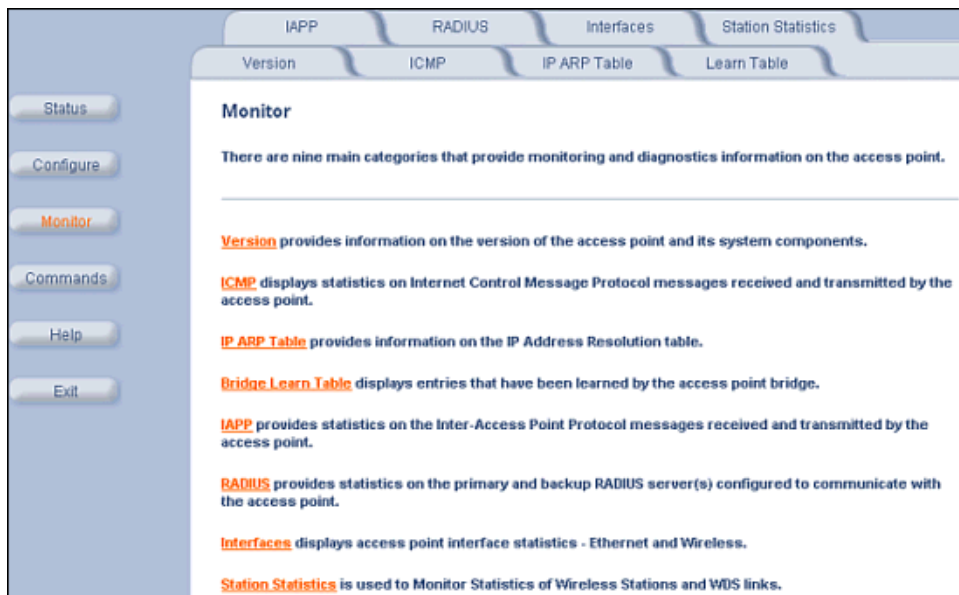 IAPP RADIUS Interfaces Station Statistics
Version ICMP IP ARP Table Learn Table
Status
Configure
Monitor
Commands
Help
Exit
Monitor
There are nine main categories that provide monitoring and diagnostics information on the access point.
Version provides information on the version of the access point and its system components.
ICMP displays statistics on Internet Control Message Protocol messages received and transmitted by the
access point.
IP ARP Table provides information on the IP Address Resolution table.
Bridge Learn Table displays entries that have been learned by the access point bridge.
IAPP provides statistics on the Inter-Access Point Protocol messages received and transmitted by the
access point.
RADIUS provides statistics on the primary and backup RADIUS server(s) configured to communicate with
the access point.
Interfaces displays access point interface statistics - Ethernet and Wireless.
Station Statistics is used to Monitor Statistics of Wireless Stations and WDS links.